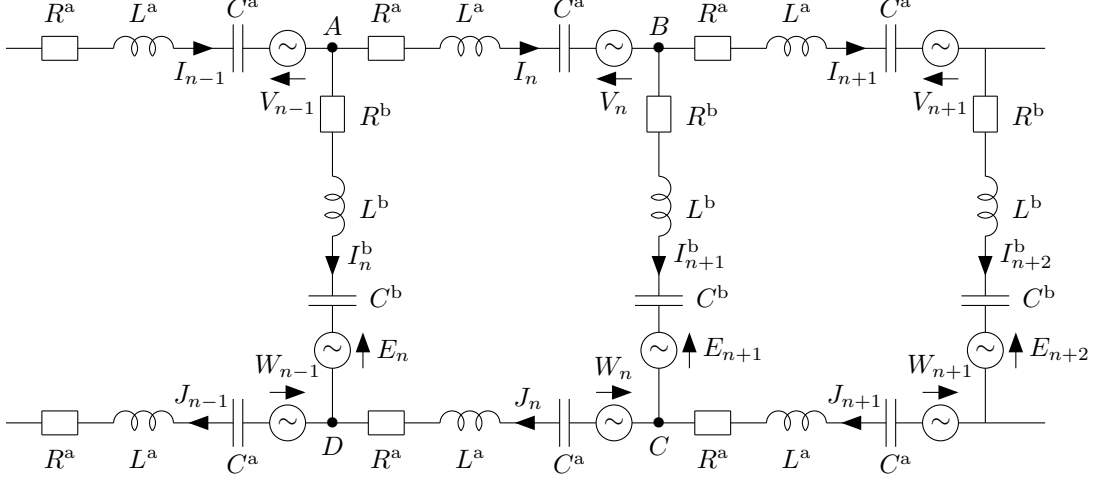 R^a L^a C^a A R^a L^a C^a B R^a L^a C^a
I_{n−1} I_n I_{n+1}
V_{n−1} V_n V_{n+1}
R^b R^b R^b
L^b L^b L^b
I^b_n I^b_{n+1} I^b_{n+2}
C^b C^b C^b
E_n E_{n+1} E_{n+2}
W_{n−1} W_n W_{n+1}
J_{n−1} J_n J_{n+1}
R^a L^a C^a D R^a L^a C^a C R^a L^a C^a